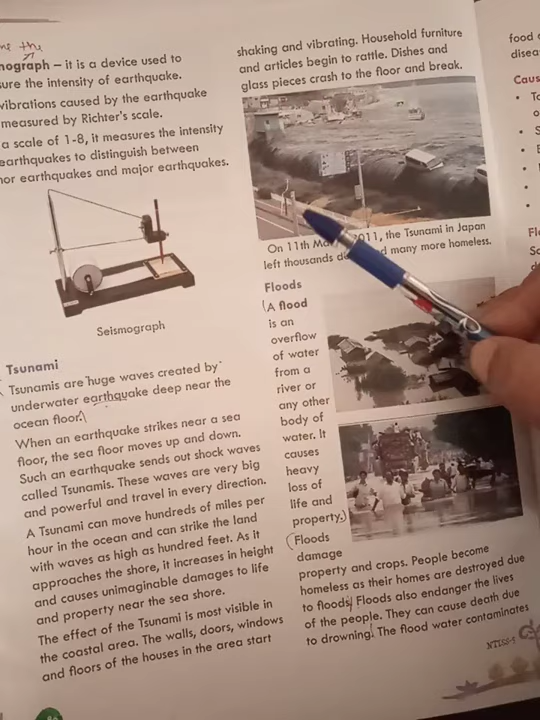 me the
nograph – it is a device used to
sure the intensity of earthquake.
vibrations caused by the earthquake
measured by Richter's scale.
a scale of 1-8, it measures the intensity
earthquakes to distinguish between
nor earthquakes and major earthquakes.
Seismograph
Tsunami
Tsunamis are huge waves created by
underwater earthquake deep near the
ocean floor.
When an earthquake strikes near a sea
floor, the sea floor moves up and down.
Such an earthquake sends out shock waves
called Tsunamis. These waves are very big
and powerful and travel in every direction.
A Tsunami can move hundreds of miles per
hour in the ocean and can strike the land
with waves as high as hundred feet. As it
approaches the shore, it increases in height
and causes unimaginable damages to life
and property near the sea shore.
The effect of the Tsunami is most visible in
the coastal area. The walls, doors, windows
and floors of the houses in the area start
shaking and vibrating. Household furniture
and articles begin to rattle. Dishes and
glass pieces crash to the floor and break.
On 11th Ma 2011, the Tsunami in Japan
left thousands d d many more homeless.
Floods
(A flood
is an
overflow
of water
from a
river or
any other
body of
water. It
causes
heavy
loss of
life and
property.)
(Floods
damage
property and crops. People become
homeless as their homes are destroyed due
to floods. Floods also endanger the lives
of the people. They can cause death due
to drowning. The flood water contaminates
NTISS-5
food
disea
Caus
To
Fl